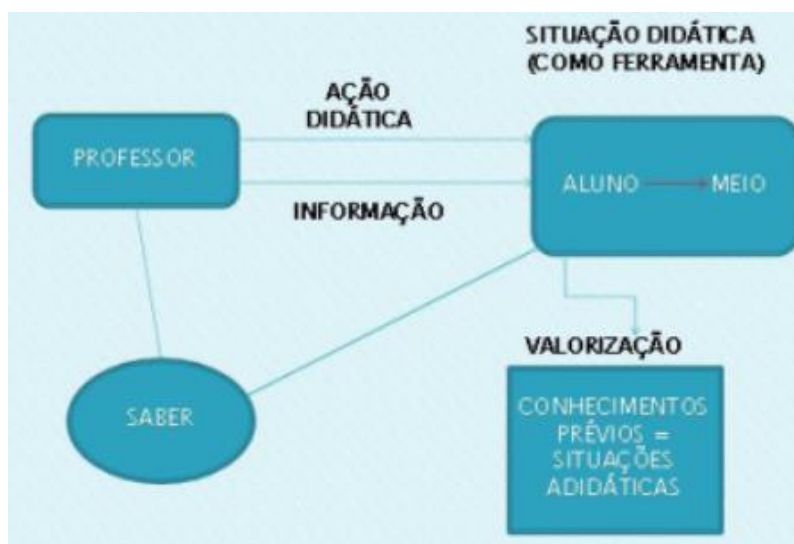 SITUAÇÃO DIDÁTICA
(COMO FERRAMENTA)
AÇÃO
DIDÁTICA
PROFESSOR
ALUNO
MEIO
INFORMAÇÃO
VALORIZAÇÃO
SABER
CONHECIMENTOS
PRÉVIOS =
SITUAÇÕES
ADIDÁTICAS